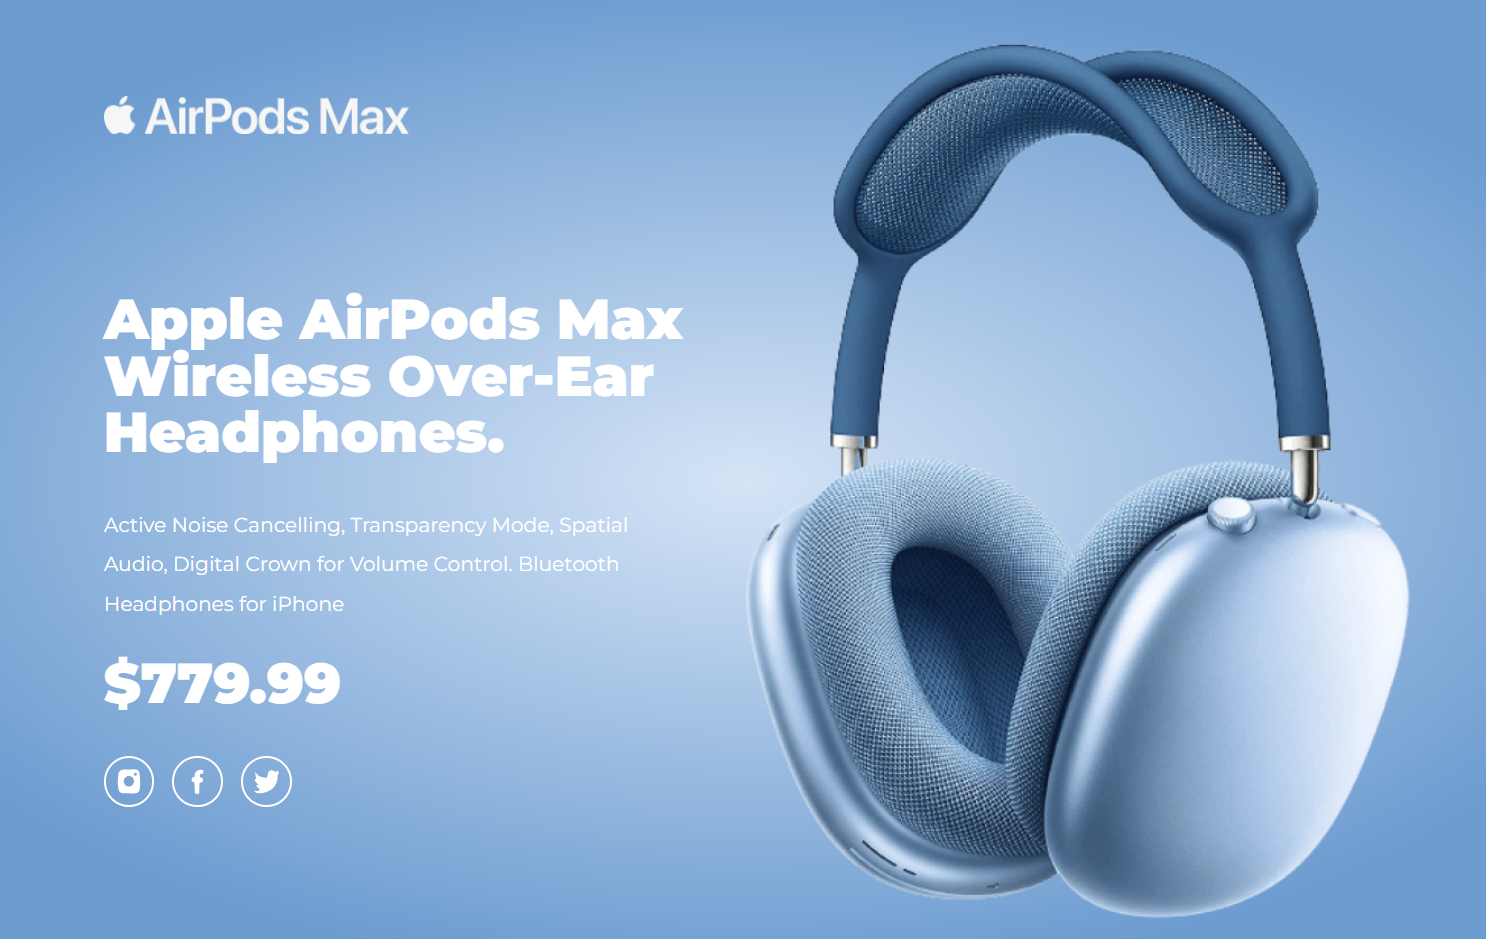 AirPods Max
Apple AirPods Max
Wireless Over-Ear
Headphones.
Active Noise Cancelling, Transparency Mode, Spatial
Audio, Digital Crown for Volume Control. Bluetooth
Headphones for iPhone
$779.99